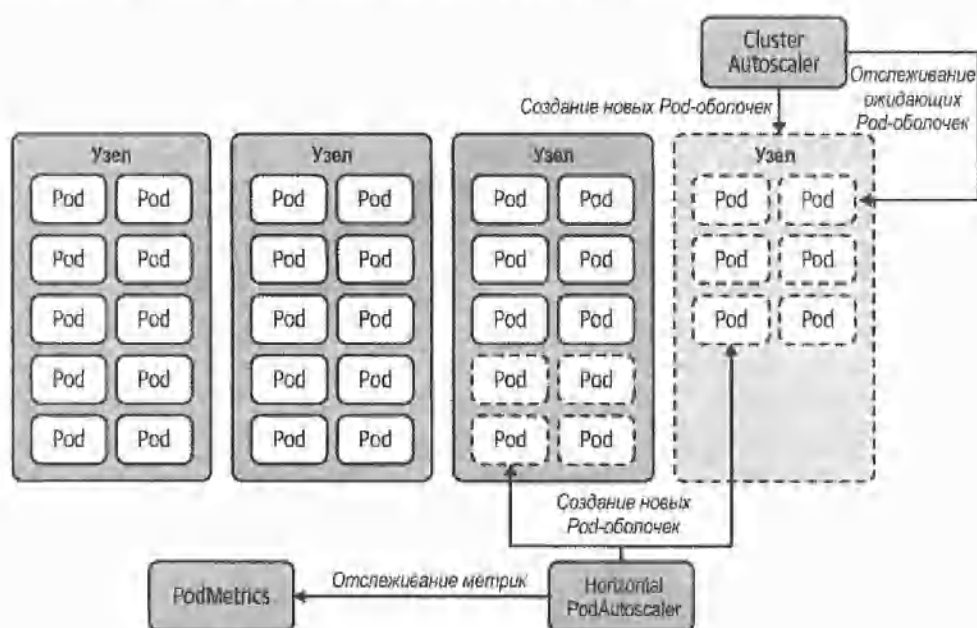 Cluster
Autoscaler
Отслеживание
ожидающих
Pod-оболочек
Создание новых Pod-оболочек
Узел Узел Узел Узел
Pod Pod Pod Pod Pod Pod Pod Pod
Pod Pod Pod Pod Pod Pod Pod Pod
Pod Pod Pod Pod Pod Pod Pod Pod
Pod Pod Pod Pod Pod Pod
Pod Pod Pod Pod Pod Pod
Создание новых
Pod-оболочек
PodMetrics
Отслеживание метрик
Horizontal
PodAutoscaler